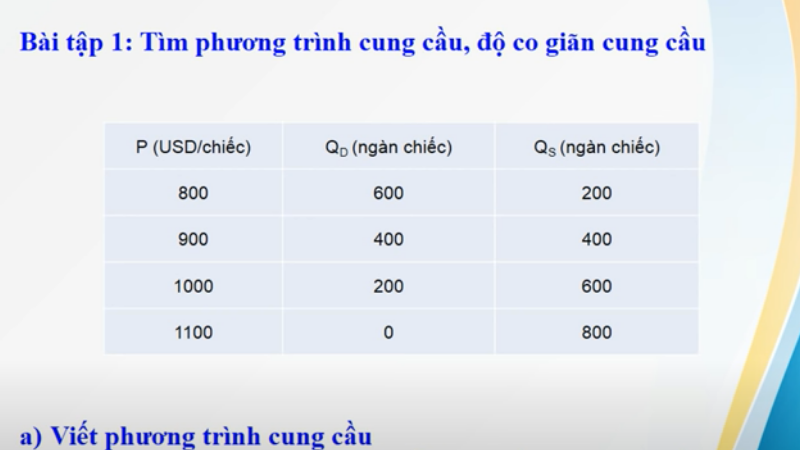 Bài tập 1: Tìm phương trình cung cầu, độ co giãn cung cầu
P (USD/chiếc) Q_D (ngàn chiếc) Q_S (ngàn chiếc)
800 600 200
900 400 400
1000 200 600
1100 0 800
a) Viết phương trình cung cầu